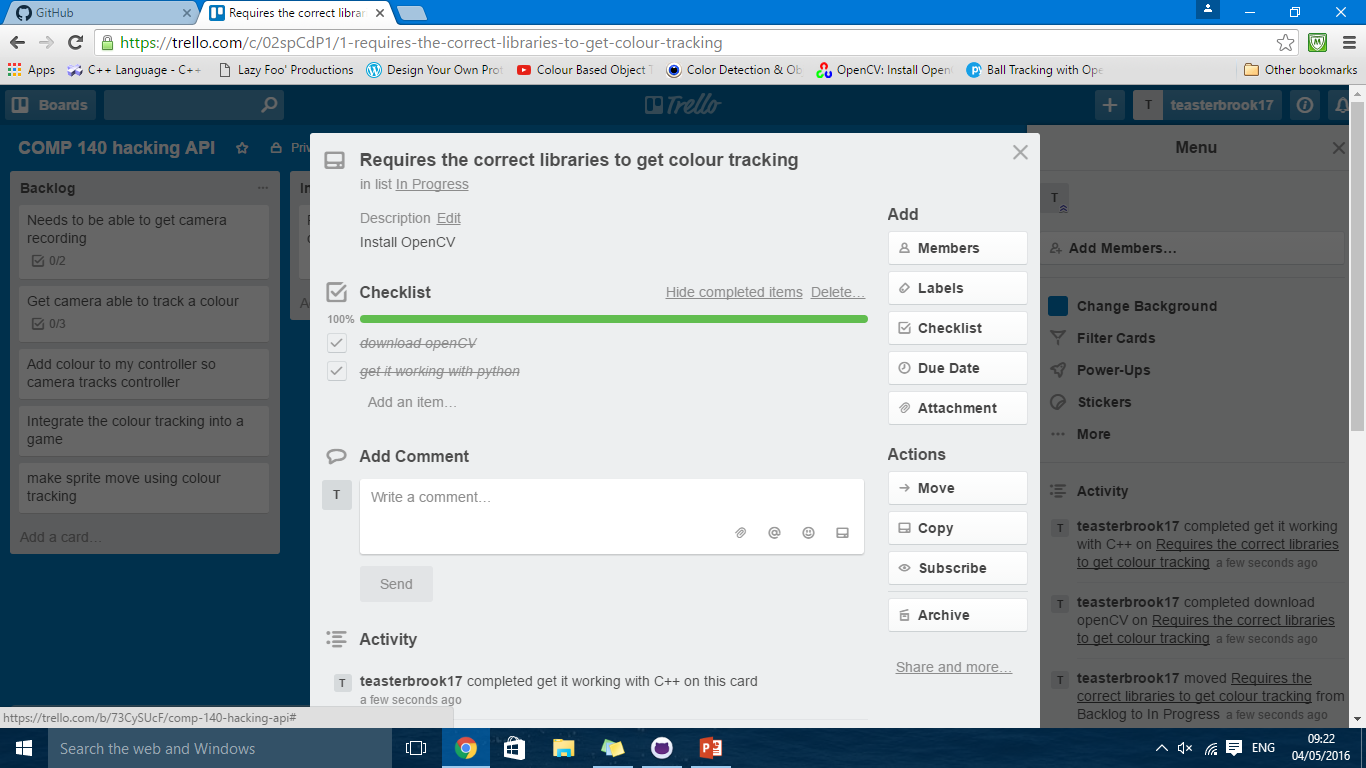 GitHub
Requires the correct librar
https://trello.com/c/02spCdP1/1-requires-the-correct-libraries-to-get-colour-tracking
Apps
C++ Language - C++
Lazy Foo' Productions
Design Your Own Prot
Colour Based Object T
Color Detection & Ob
OpenCV: Install Open
Ball Tracking with Ope
Other bookmarks
Boards
Trello
T
teasterbrook17
COMP 140 hacking API
Backlog
Needs to be able to get camera
recording
0/2
Get camera able to track a colour
0/3
Add colour to my controller so
camera tracks controller
Integrate the colour tracking into a
game
make sprite move using colour
tracking
Add a card…
Requires the correct libraries to get colour tracking
in list In Progress
Description Edit
Install OpenCV
Checklist
Hide completed items Delete…
100%
download openCV
get it working with python
Add an item…
Add Comment
T
Write a comment…
Send
Activity
T
teasterbrook17 completed get it working with C++ on this card
a few seconds ago
Add
Members
Labels
Checklist
Due Date
Attachment
Actions
Move
Copy
Subscribe
Archive
Share and more…
Menu
T
Add Members…
Change Background
Filter Cards
Power-Ups
Stickers
More
Activity
T
teasterbrook17 completed get it working
with C++ on Requires the correct libraries
to get colour tracking a few seconds ago
T
teasterbrook17 completed download
openCV on Requires the correct libraries
to get colour tracking a few seconds ago
T
teasterbrook17 moved Requires the
correct libraries to get colour tracking from
Backlog to In Progress a few seconds ago
https://trello.com/b/73CySUcF/comp-140-hacking-api#
Search the web and Windows
ENG
09:22
04/05/2016